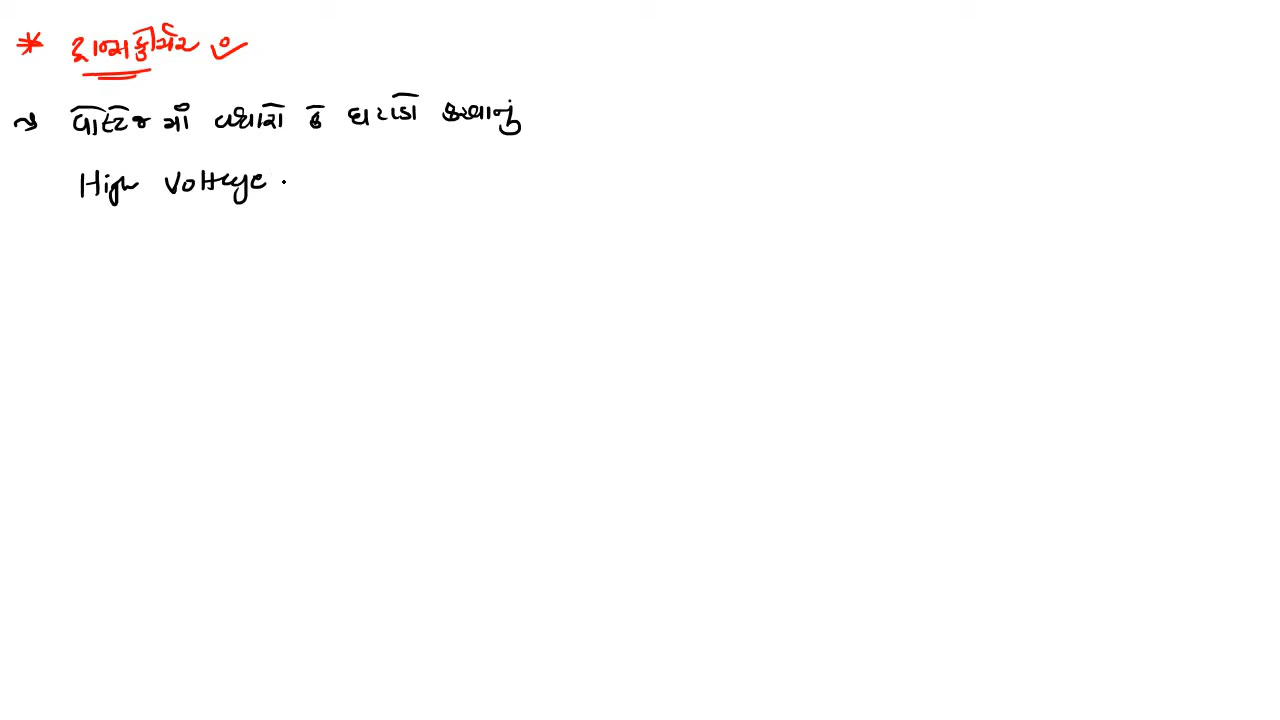 * ટ્રાન્સફોર્મર
→ વોલ્ટેજ માં વધારો કે ઘટાડો કરવાનું
High Voltage .